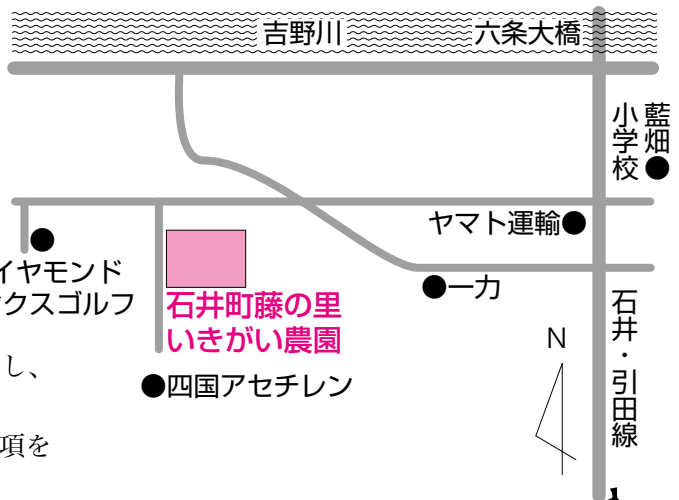 吉野川
六条大橋
藍畑
小学校
ヤマト運輸
イヤモンド
クスゴルフ
石井町藤の里
いきがい農園
一力
四国アセチレン
石井・引田線
N
し、
項を